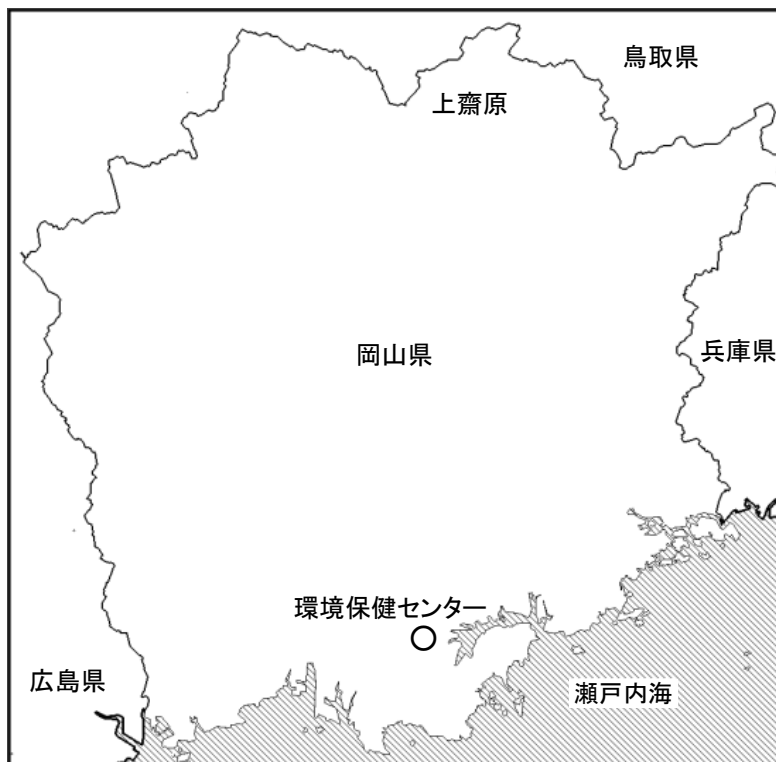 鳥取県
上齋原
岡山県
兵庫県
環境保健センター
広島県
瀬戸内海